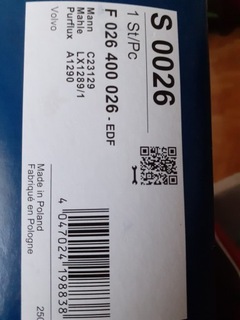 S 0026
1 St/Pc
F 026 400 026 - EDF
Mann C23129
Mahle LX1289/1
Purflux A1290
Volvo
Made in Poland
Fabriqué en Pologne
4 047024 198838